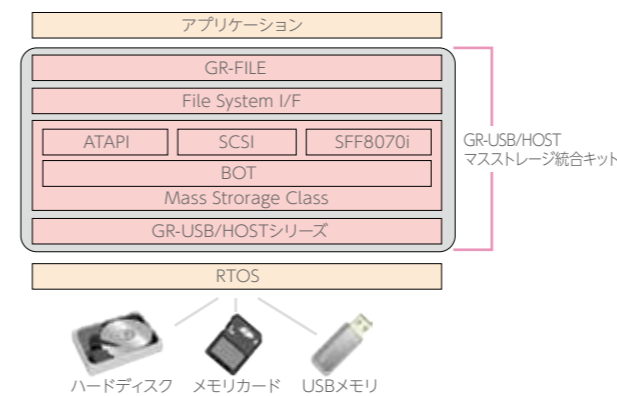 アプリケーション
GR-FILE
File System I/F
ATAPI SCSI SFF8070i
BOT
Mass Strorage Class
GR-USB/HOSTシリーズ
GR-USB/HOST
マスストレージ統合キット
RTOS
ハードディスク メモリカード USBメモリ